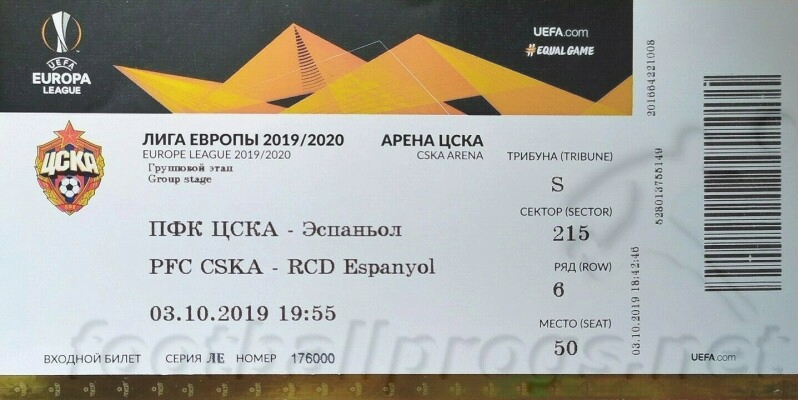 UEFA
EUROPA
LEAGUE
UEFA.com
#EQUALGAME
ЦСКА
ЛИГА ЕВРОПЫ 2019/2020
EUROPE LEAGUE 2019/2020
Групповой этап
Group stage
АРЕНА ЦСКА
CSKA ARENA
ПФК ЦСКА - Эспаньол
PFC CSKA - RCD Espanyol
03.10.2019 19:55
ВХОДНОЙ БИЛЕТ СЕРИЯ ЛЕ НОМЕР 176000
ТРИБУНА (TRIBUNE)
S
СЕКТОР (SECTOR)
215
РЯД (ROW)
6
МЕСТО (SEAT)
50
201664221008
528013755149
03.10.2019 18:42:46
UEFA.com
footballprogs.net